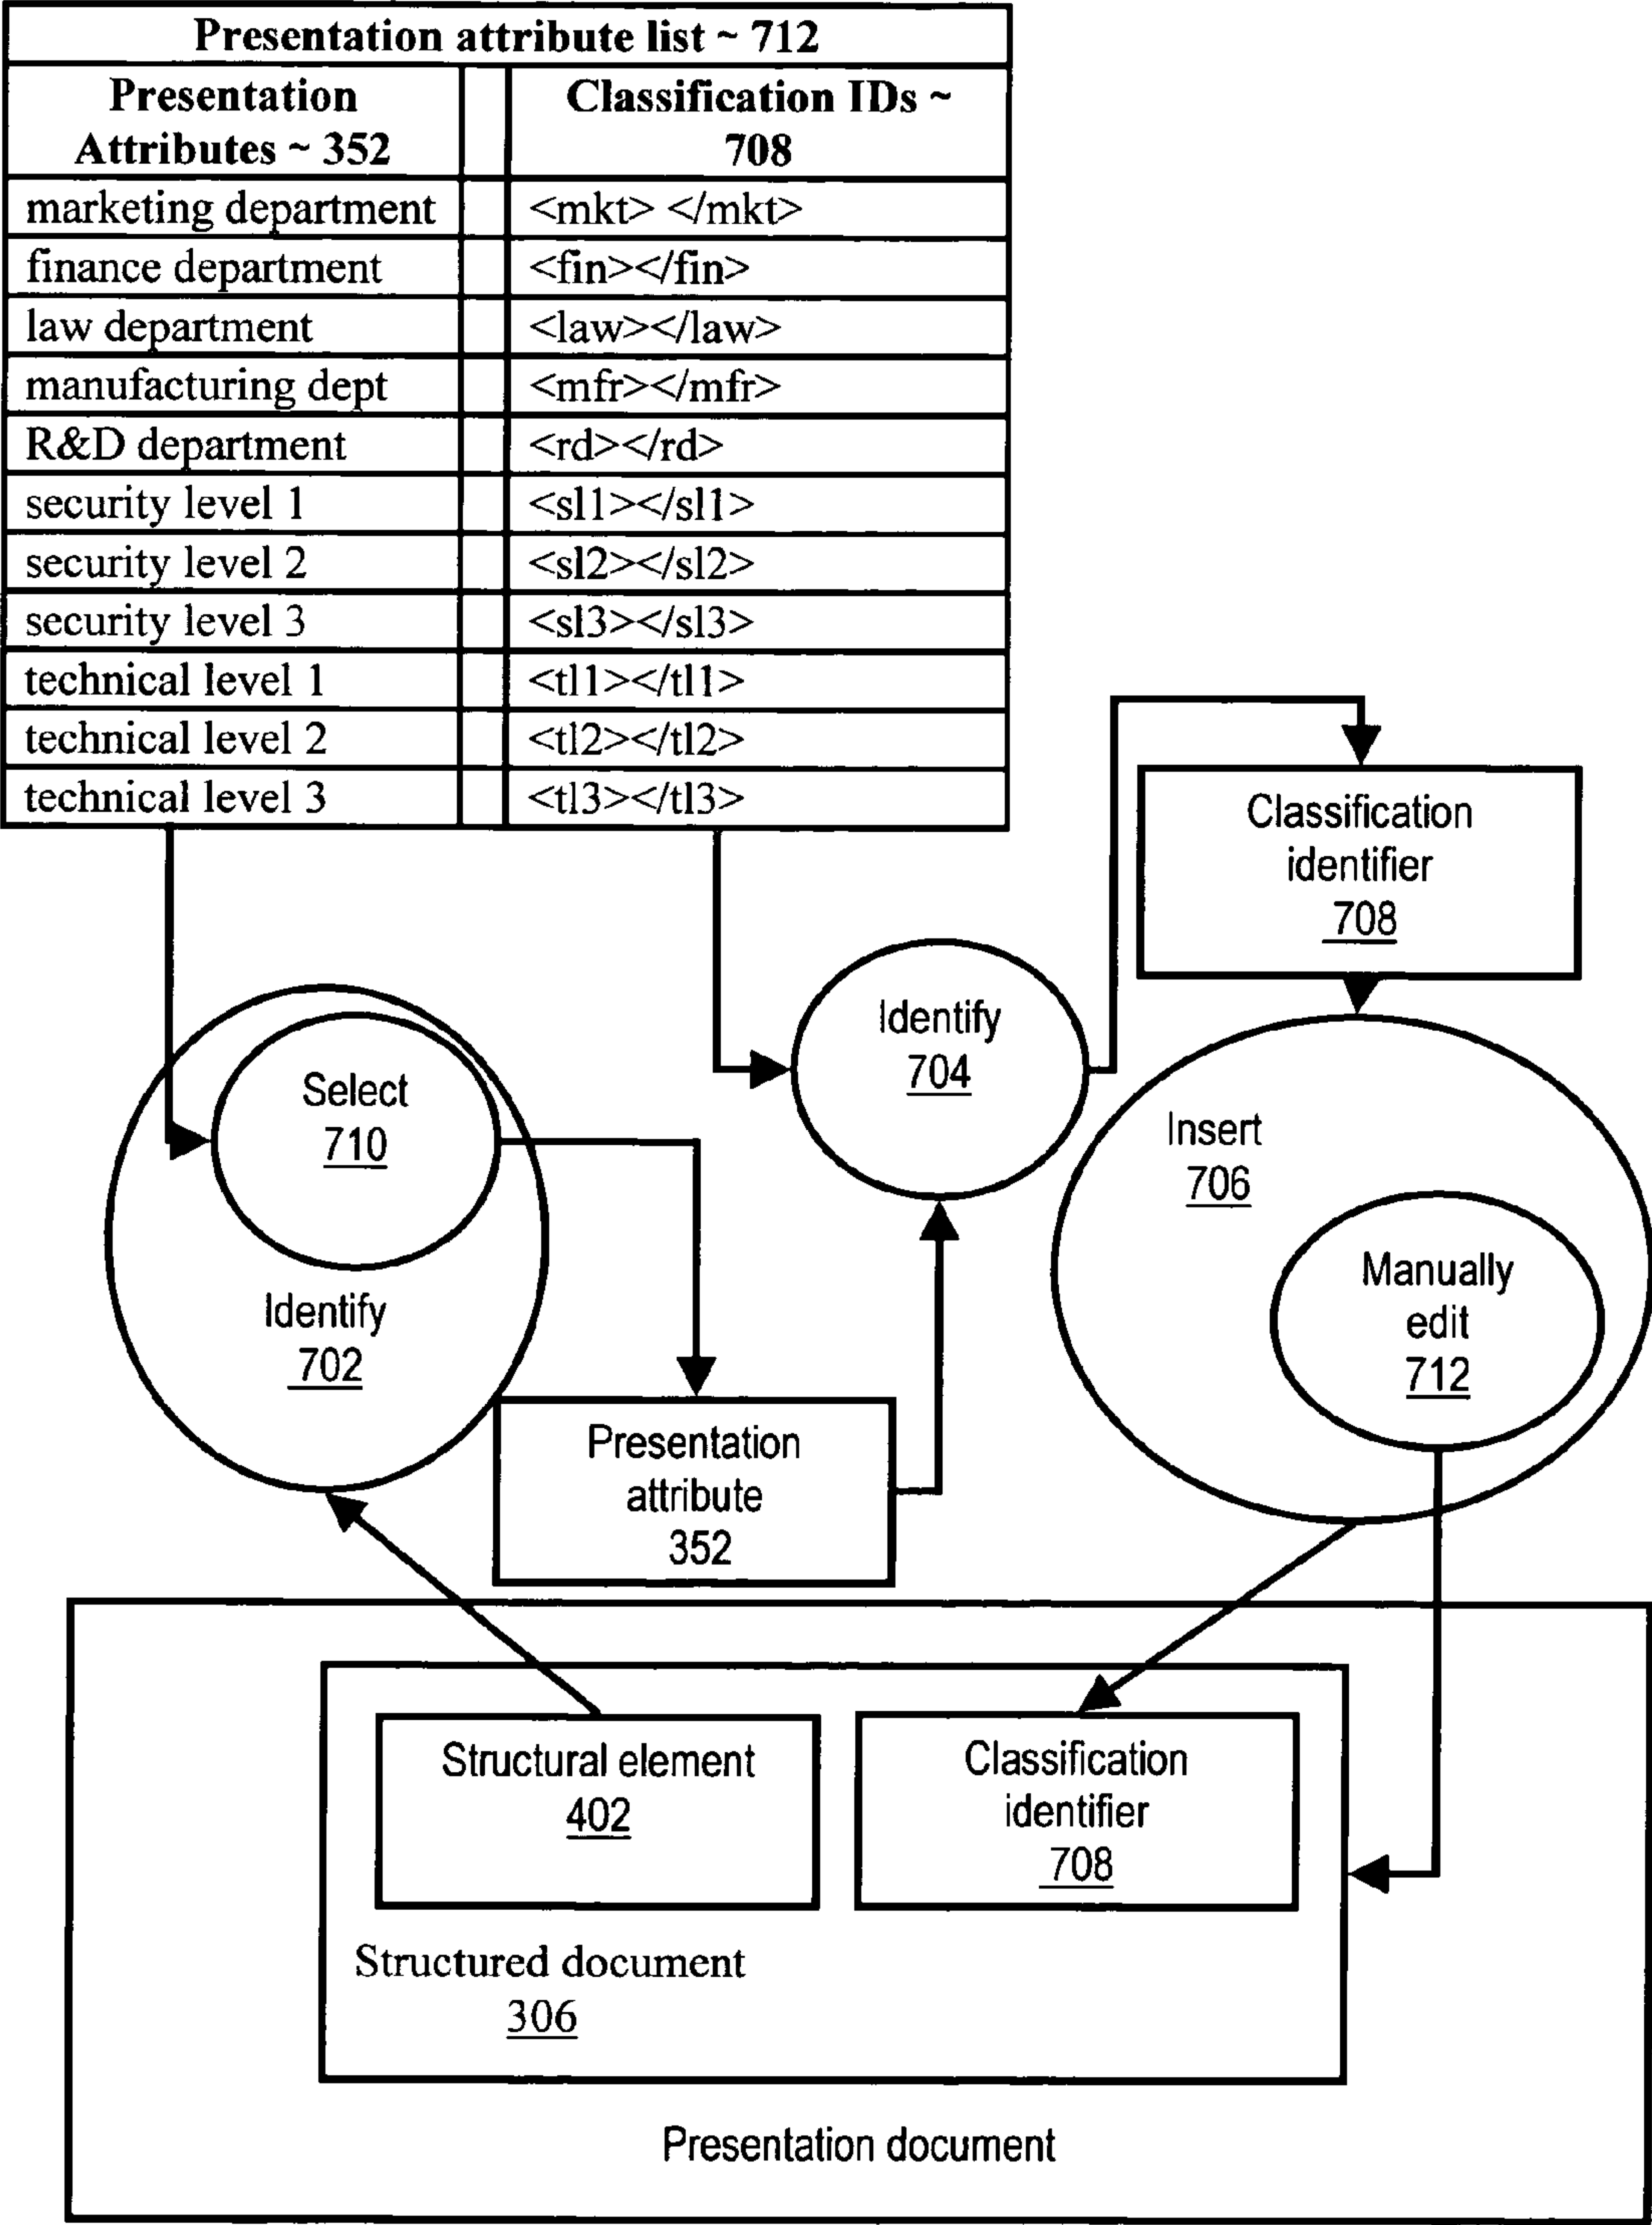 Presentation attribute list ~ 712
Presentation
Attributes ~ 352
Classification IDs ~
708
marketing department <mkt> </mkt>
finance department <fin></fin>
law department <law></law>
manufacturing dept <mfr></mfr>
R&D department <rd></rd>
security level 1 <sl1></sl1>
security level 2 <sl2></sl2>
security level 3 <sl3></sl3>
technical level 1 <tl1></tl1>
technical level 2 <tl2></tl2>
technical level 3 <tl3></tl3>
Classification
identifier
708
Identify
704
Select
710
Insert
706
Manually
edit
712
Identify
702
Presentation
attribute
352
Structural element
402
Classification
identifier
708
Structured document
306
Presentation document